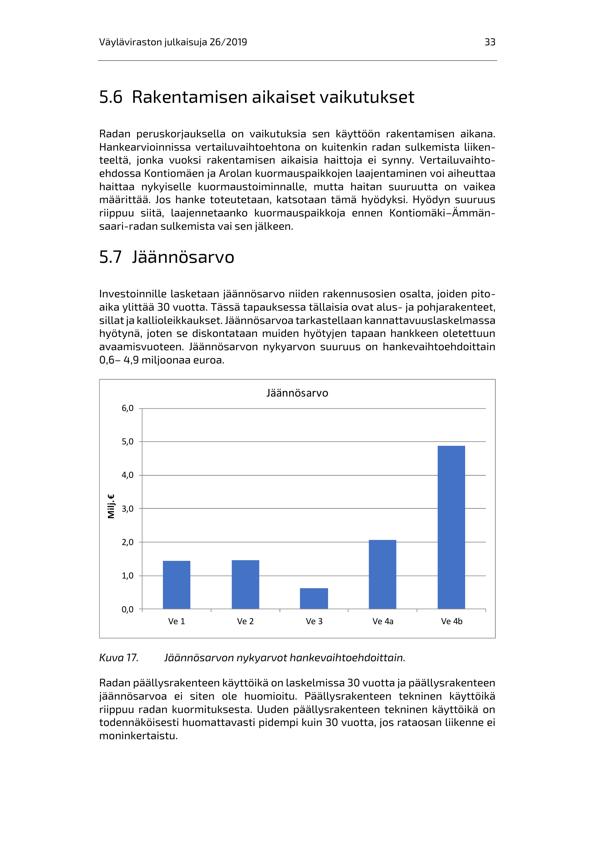 Väyläviraston julkaisuja 26/2019 33
5.6 Rakentamisen aikaiset vaikutukset
Radan peruskorjauksella on vaikutuksia sen käyttöön rakentamisen aikana.
Hankearvioinnissa vertailuvaihtoehtona on kuitenkin radan sulkemista liiken-
teeltä, jonka vuoksi rakentamisen aikaisia haittoja ei synny. Vertailuvaihto-
ehdossa Kontiomäen ja Arolan kuormauspaikkojen laajentaminen voi aiheuttaa
haittaa nykyiselle kuormaustoiminnalle, mutta haitan suuruutta on vaikea
määrittää. Jos hanke toteutetaan, katsotaan tämä hyödyksi. Hyödyn suuruus
riippuu siitä, laajennetaanko kuormauspaikkoja ennen Kontiomäki–Ämmän-
saari-radan sulkemista vai sen jälkeen.
5.7 Jäännösarvo
Investoinnille lasketaan jäännösarvo niiden rakennusosien osalta, joiden pito-
aika ylittää 30 vuotta. Tässä tapauksessa tällaisia ovat alus- ja pohjarakenteet,
sillat ja kallioleikkaukset. Jäännösarvoa tarkastellaan kannattavuuslaskelmassa
hyötynä, joten se diskontataan muiden hyötyjen tapaan hankkeen oletettuun
avaamisvuoteen. Jäännösarvon nykyarvon suuruus on hankevaihtoehdoittain
0,6– 4,9 miljoonaa euroa.
Jäännösarvo
6,0
5,0
4,0
3,0
2,0
1,0
0,0
Milj. €
Ve 1 Ve 2 Ve 3 Ve 4a Ve 4b
Kuva 17. Jäännösarvon nykyarvot hankevaihtoehdoittain.
Radan päällysrakenteen käyttöikä on laskelmissa 30 vuotta ja päällysrakenteen
jäännösarvoa ei siten ole huomioitu. Päällysrakenteen tekninen käyttöikä
riippuu radan kuormituksesta. Uuden päällysrakenteen tekninen käyttöikä on
todennäköisesti huomattavasti pidempi kuin 30 vuotta, jos rataosan liikenne ei
moninkertaistu.